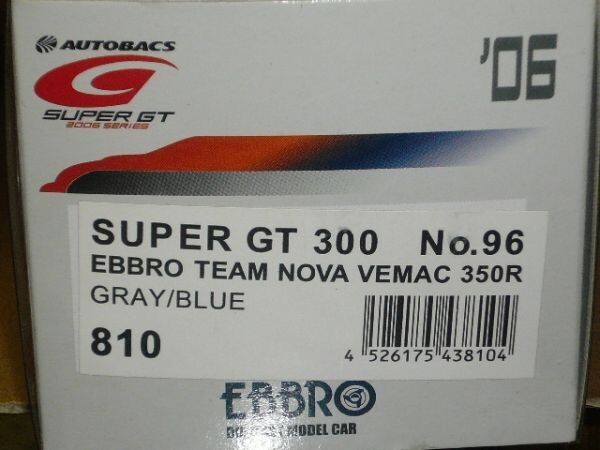 AUTOBACS
'06
SUPER GT
2006 SERIES
SUPER GT 300 No.96
EBBRO TEAM NOVA VEMAC 350R
GRAY/BLUE
810
4 526175 438104
EBBRO
MODEL CAR